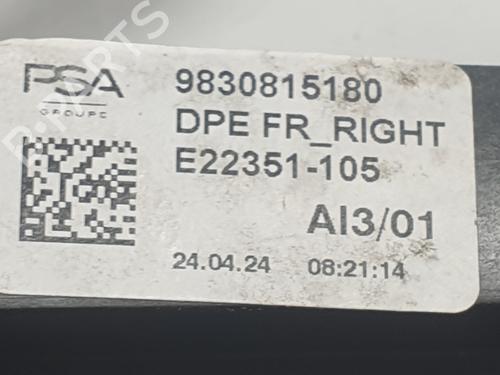 PSA
GROUPE
9830815180
DPE FR_RIGHT
E22351-105
AI3/01
24.04.24 08:21:14